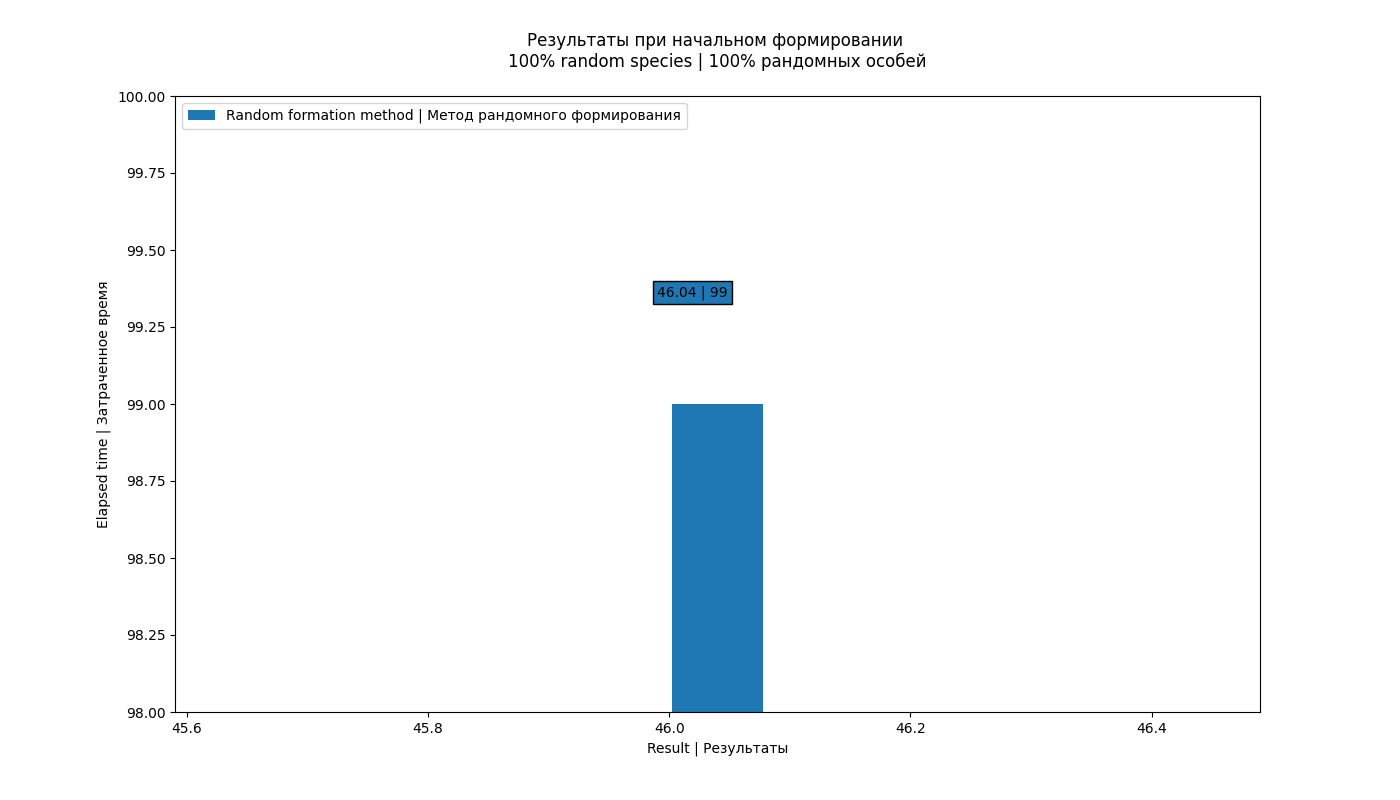 Результаты при начальном формировании
100% random species | 100% рандомных особей
100.00
Random formation method | Метод рандомного формирования
99.75
99.50
46.04 | 99
99.25
Elapsed time | Затраченное время
99.00
98.75
98.50
98.25
98.00
45.6 45.8 46.0 46.2 46.4
Result | Результаты